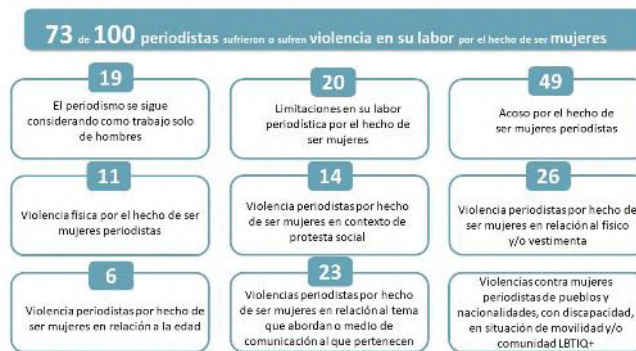 73 de 100 periodistas sufrieron o sufren violencia en su labor por el hecho de ser mujeres
19
El periodismo se sigue
considerando como trabajo solo
de hombres
20
Limitaciones en su labor
periodística por el hecho de
ser mujeres
49
Acoso por el hecho de
ser mujeres periodistas
11
Violencia física por el hecho de ser
mujeres periodistas
14
Violencia periodistas por hecho
de ser mujeres en contexto de
protesta social
26
Violencia periodistas por hecho de
ser mujeres en relación al físico
y/o vestimenta
6
Violencia periodistas por hecho de
ser mujeres en relación a la edad
23
Violencias periodistas por hecho
de ser mujeres en relación al tema
que abordan o medio de
comunicación al que pertenecen
Violencias contra mujeres
periodistas de pueblos y
nacionalidades, con discapacidad,
en situación de movilidad y/o
comunidad LBTIQ+